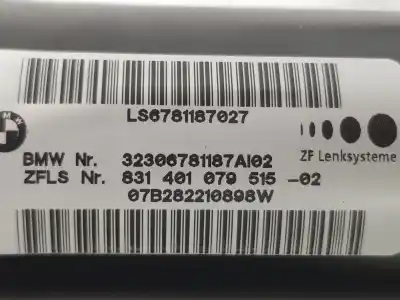 LS6781187027
BMW Nr. 32306781187AI02
ZFLS Nr. 831 401 079 515 -02
ZF Lenksysteme
07B282210898W